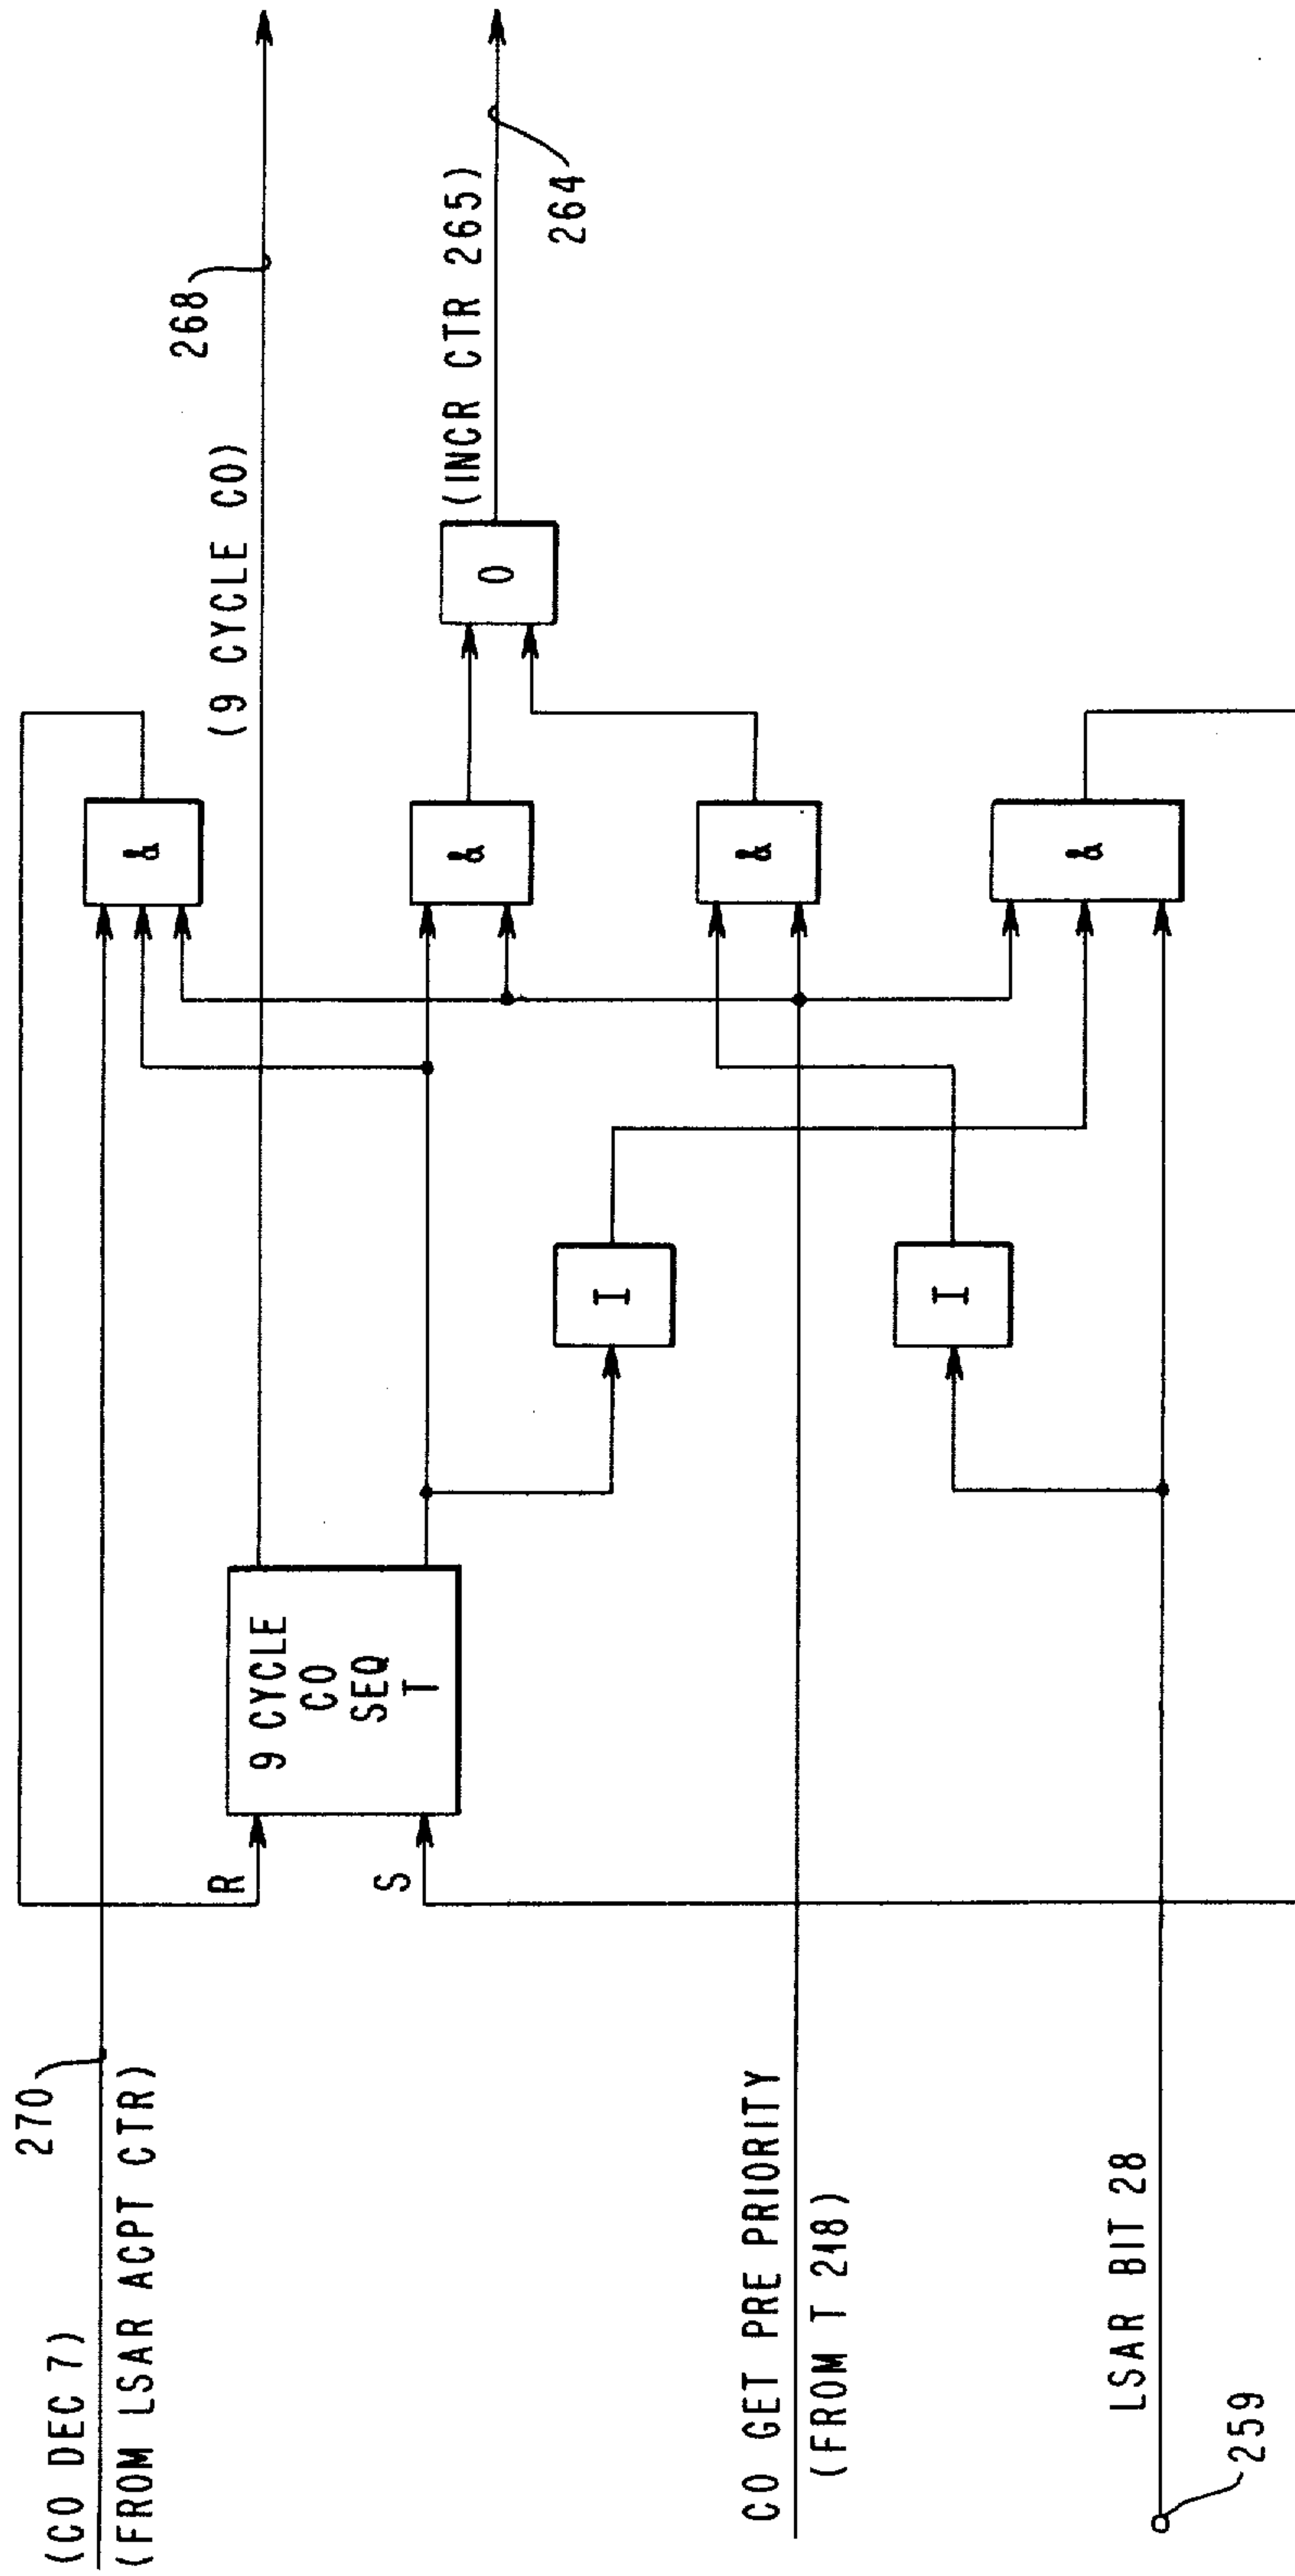 (CO DEC 7)
(FROM LSAR ACPT CTR)
270
R
S
9 CYCLE
CO
SEQ
T
&
(9 CYCLE CO)
268
&
O
(INCR CTR 265)
264
I
CO GET PRE PRIORITY
(FROM T 218)
&
I
LSAR BIT 28
259
&